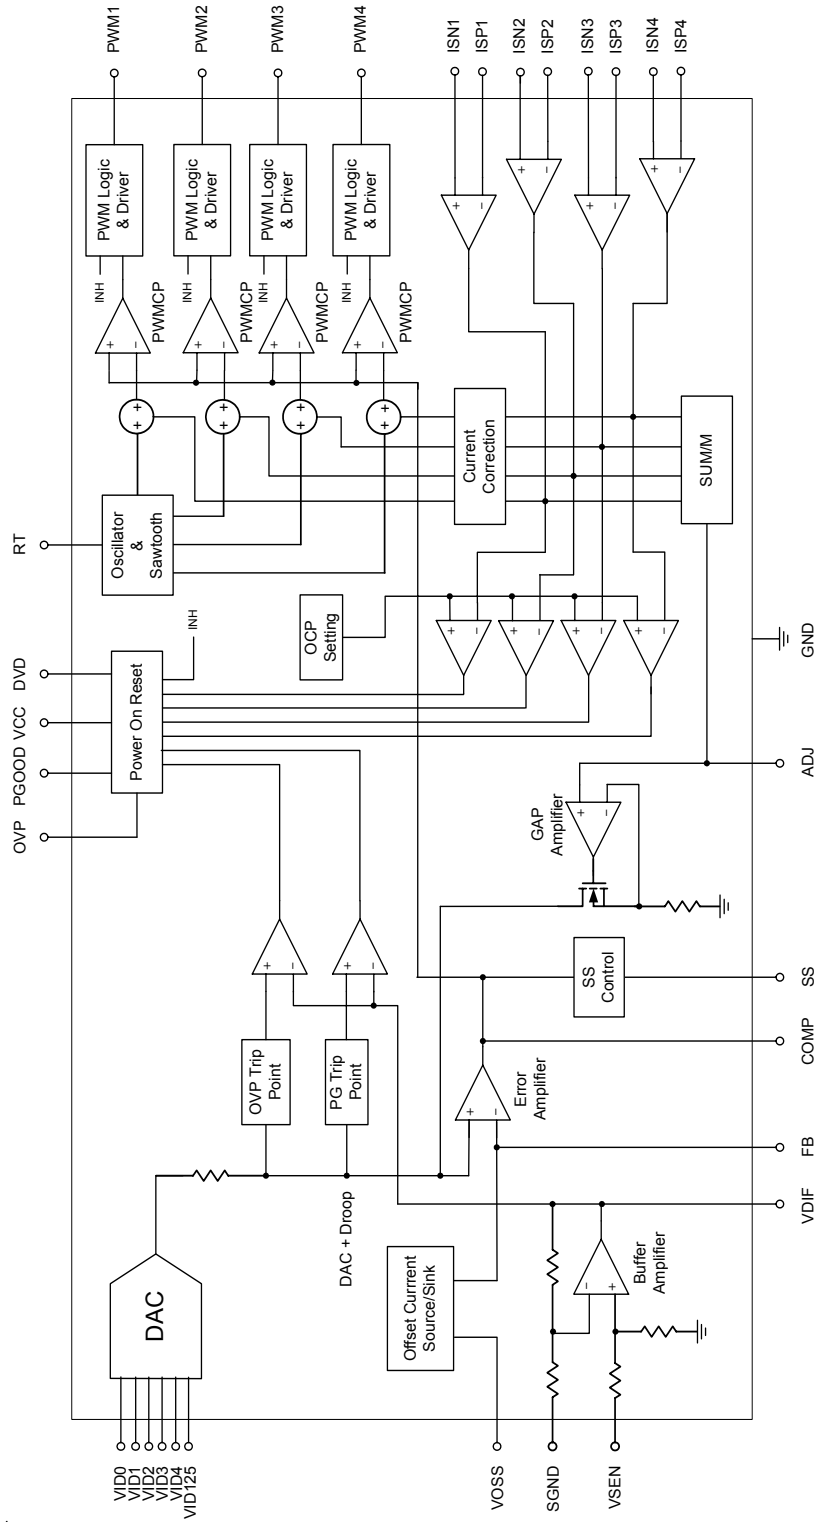 PWM1
PWM2
PWM3
PWM4
ISN1
ISP1
ISN2
ISP2
ISN3
ISP3
ISN4
ISP4
PWM Logic
& Driver
PWM Logic
& Driver
PWM Logic
& Driver
PWM Logic
& Driver
INH
INH
INH
INH
+
−
PWMCP
+
−
PWMCP
+
−
PWMCP
+
−
PWMCP
+
−
+
−
+
−
+
−
+
+
+
+
+
+
+
+
Current
Correction
SUM/M
RT
Oscillator
&
Sawtooth
OCP
Setting
INH
+
−
+
−
+
−
+
−
DVD
VCC
PGOOD
OVP
Power On Reset
GND
ADJ
GAP
Amplifier
+
−
+
−
+
−
SS
Control
SS
COMP
OVP Trip
Point
PG Trip
Point
+
−
Error
Amplifier
FB
VDIF
DAC + Droop
DAC
Offset Currrent
Source/Sink
−
+
Buffer
Amplifier
VID0
VID1
VID2
VID3
VID4
VID125
VOSS
SGND
VSEN